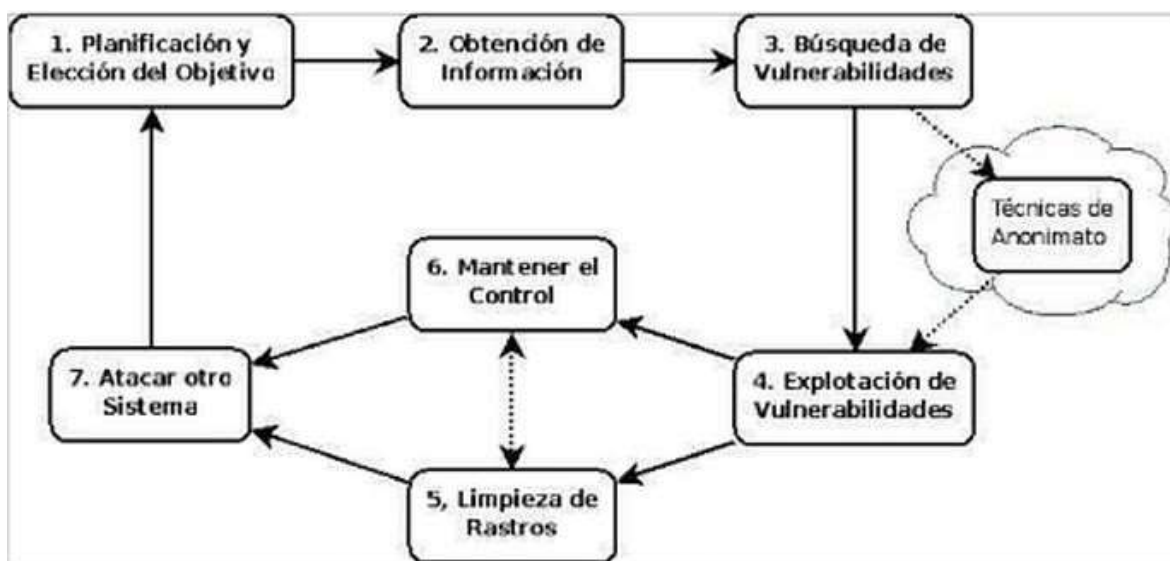 1. Planificación y
Elección del Objetivo
2. Obtención de
Información
3. Búsqueda de
Vulnerabilidades
Técnicas de
Anonimato
4. Explotación de
Vulnerabilidades
6. Mantener el
Control
5, Limpieza de
Rastros
7. Atacar otro
Sistema